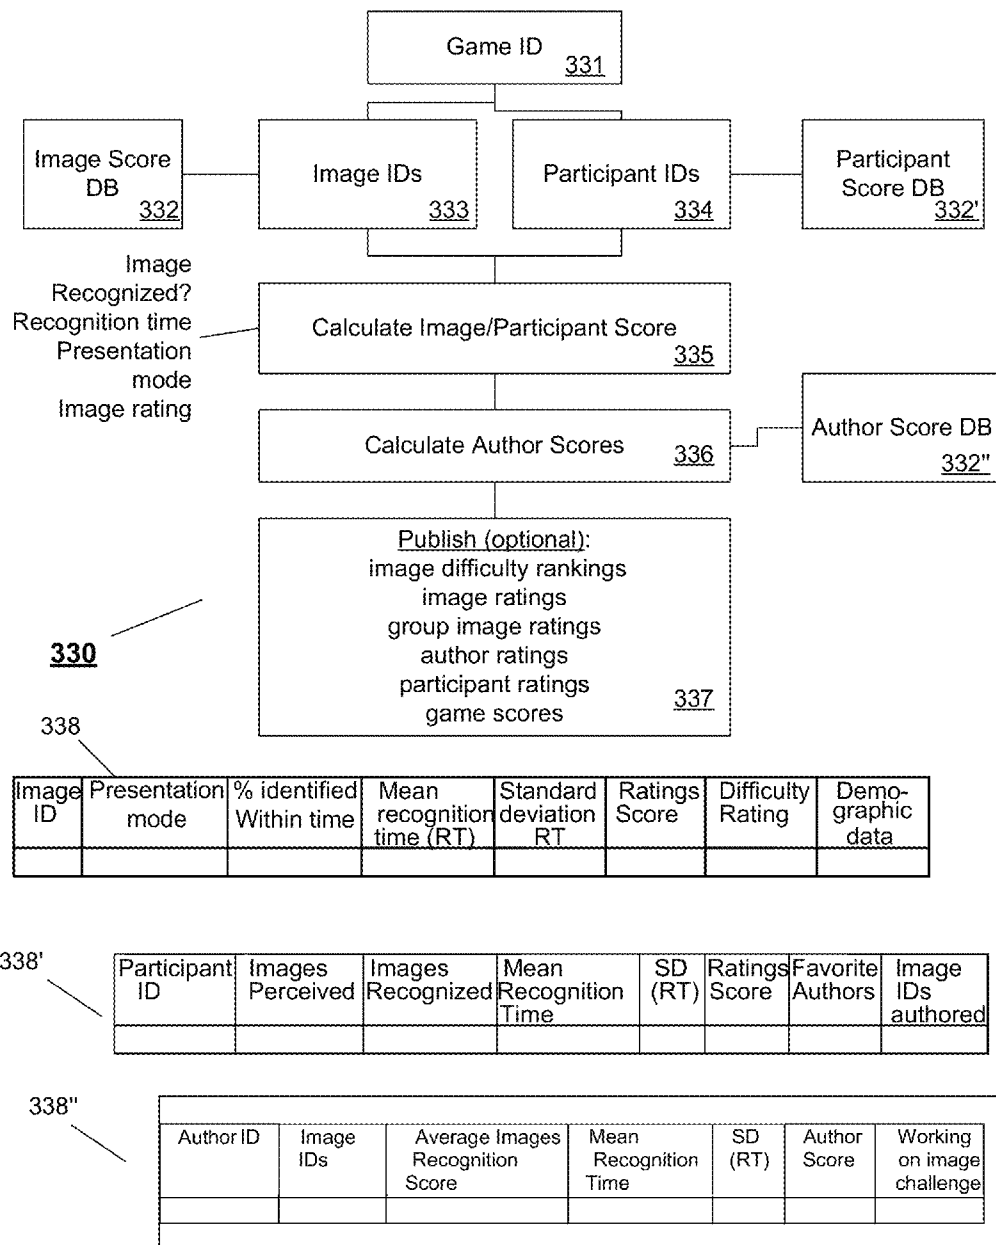 Game ID
331
Image Score
DB
332
Image IDs
333
Participant IDs
334
Participant
Score DB
332'
Image
Recognized?
Recognition time
Presentation
mode
Image rating
Calculate Image/Participant Score
335
Calculate Author Scores
336
Author Score DB
332"
Publish (optional):
image difficulty rankings
image ratings
group image ratings
author ratings
participant ratings
game scores
337
330
338
Image
ID
Presentation
mode
% identified
Within time
Mean
recognition
time (RT)
Standard
deviation
RT
Ratings
Score
Difficulty
Rating
Demo-
graphic
data
338'
Participant
ID
Images
Perceived
Images
Recognized
Mean
Recognition
Time
SD
(RT)
Ratings
Score
Favorite
Authors
Image
IDs
authored
338"
Author ID
Image
IDs
Average Images
Recognition
Score
Mean
Recognition
Time
SD
(RT)
Author
Score
Working
on image
challenge